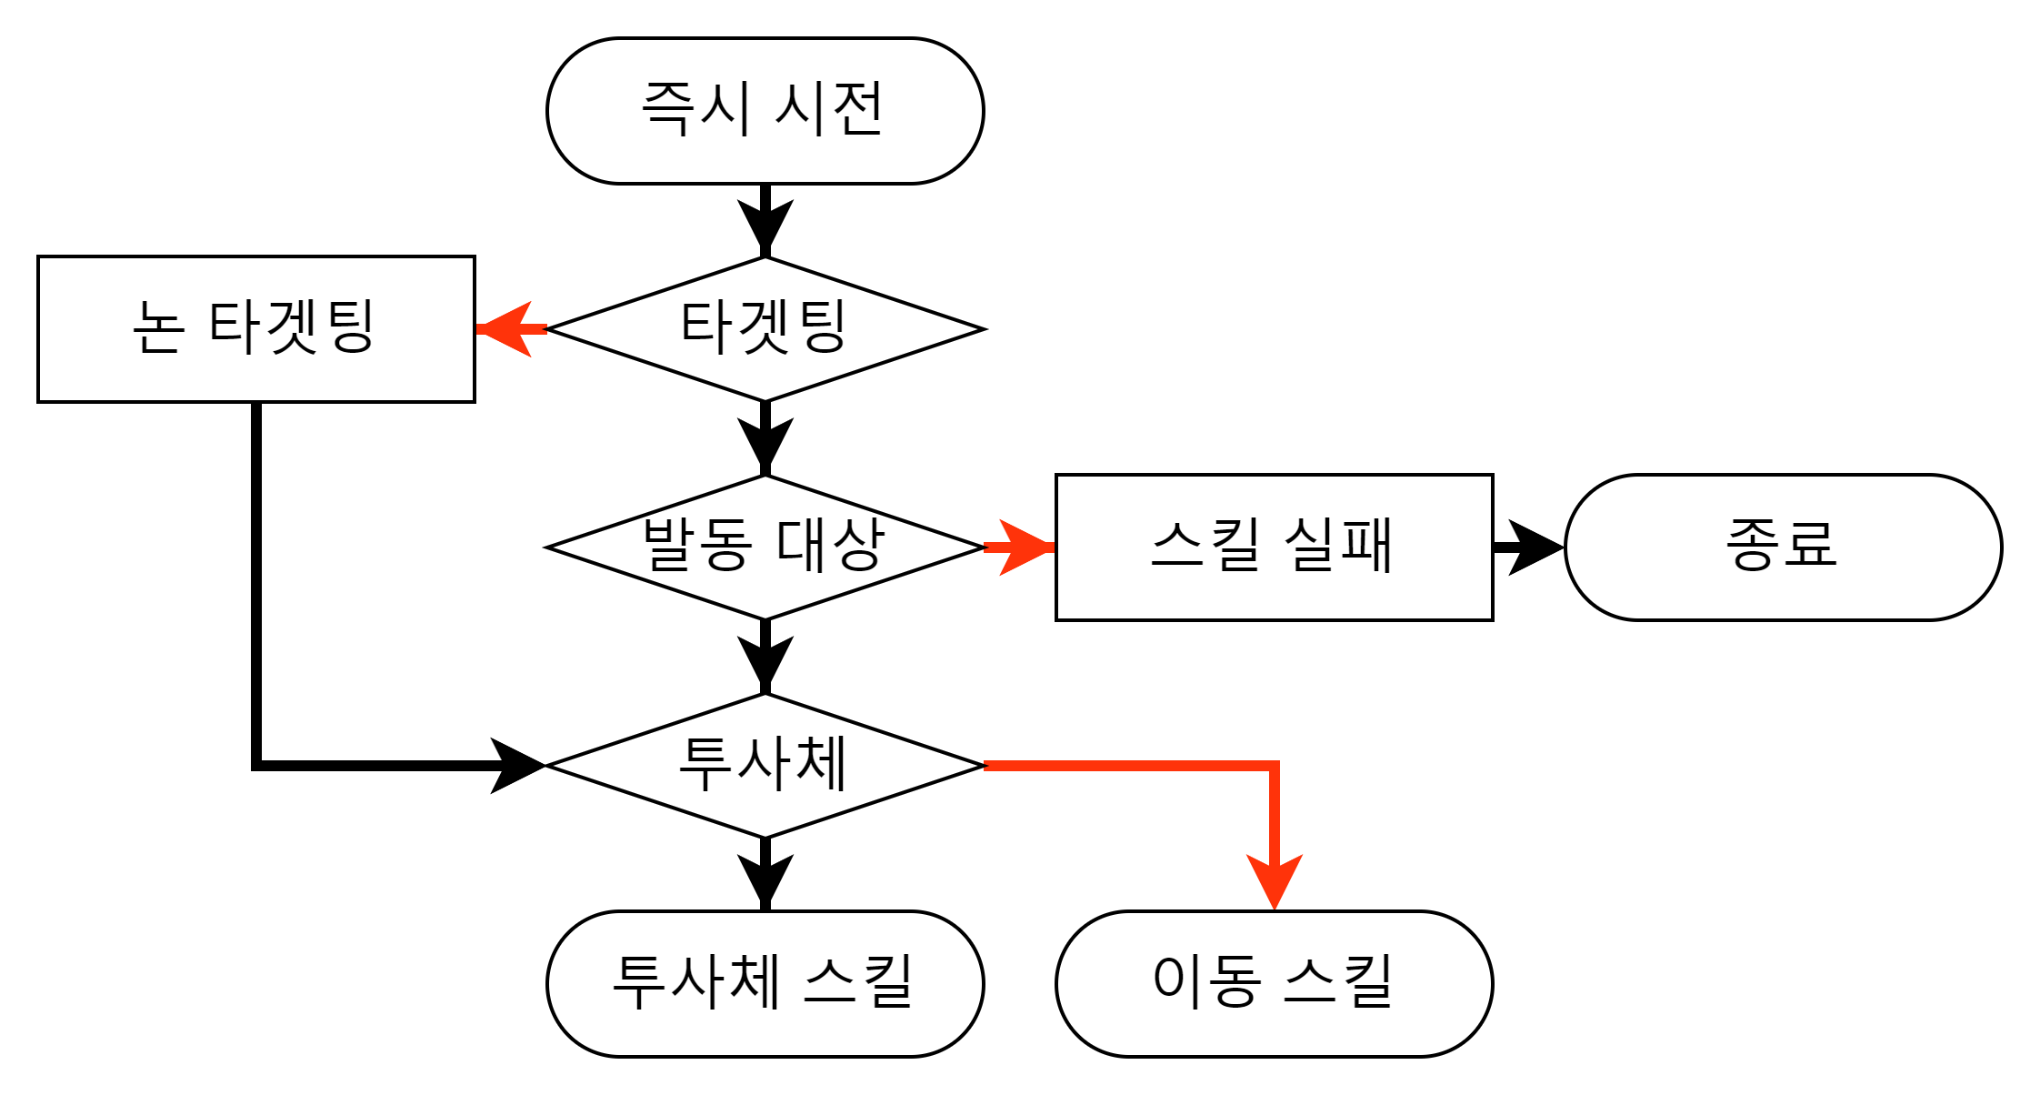 즉시 시전
논 타겟팅
타겟팅
발동 대상
스킬 실패
종료
투사체
투사체 스킬
이동 스킬